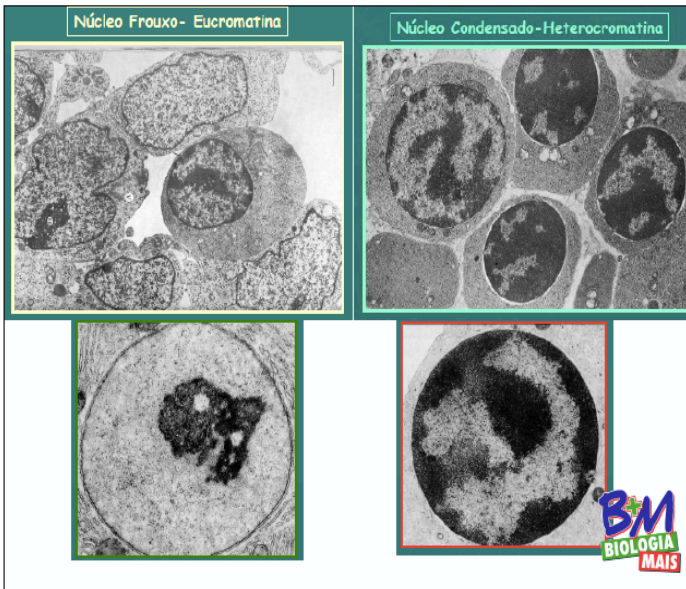 Núcleo Frouxo- Eucromatina
Núcleo Condensado-Heterocromatina
B+M
BIOLOGIA
MAIS